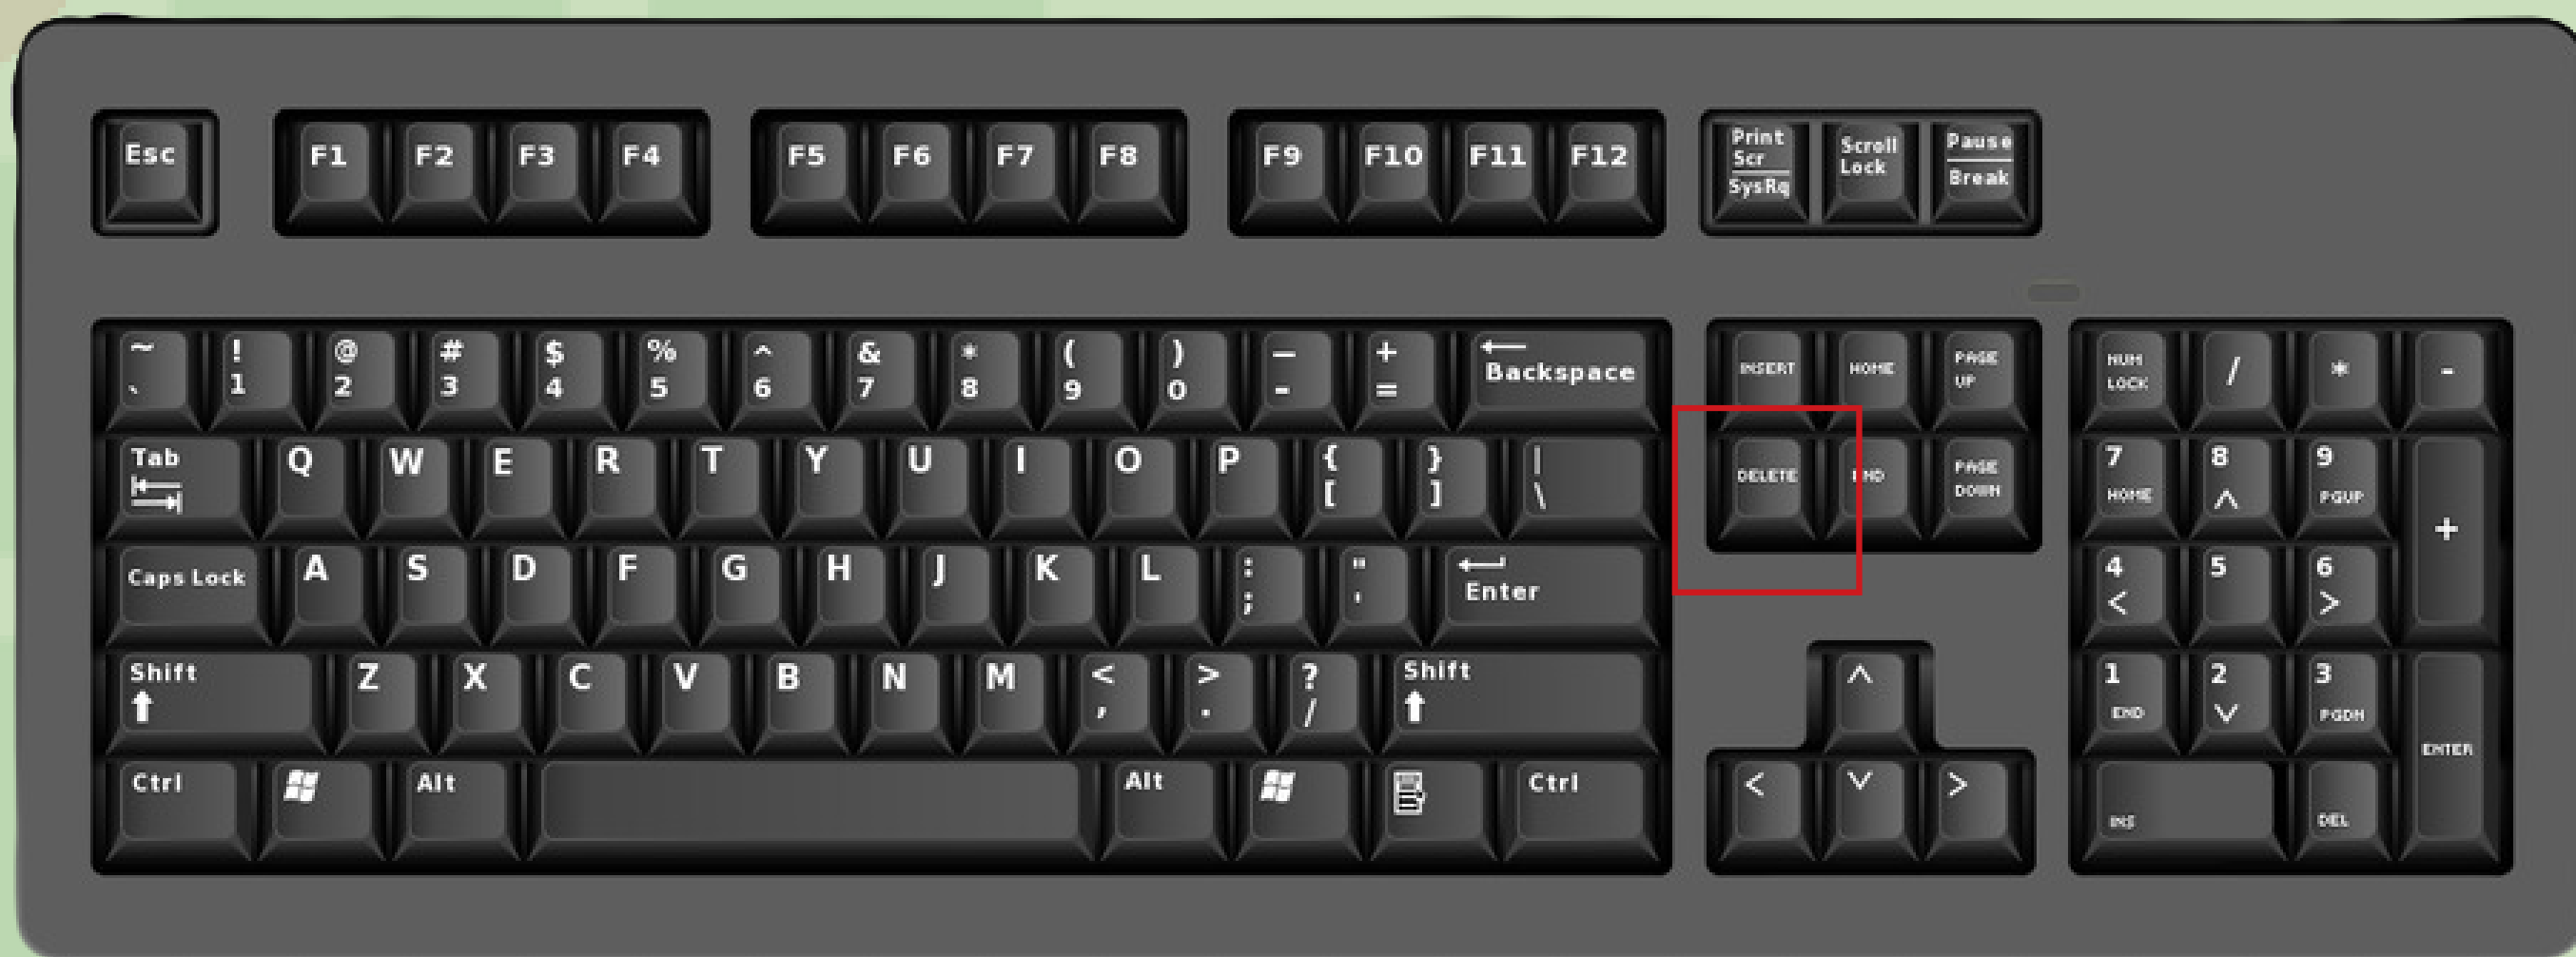 Esc F1 F2 F3 F4 F5 F6 F7 F8 F9 F10 F11 F12 Print Scroll Pause
Scr Lock Break
SysRq
~ ! @ # $ % ^ & * ( ) _ + ← INSERT HOME PAGE NUM / * -
` 1 2 3 4 5 6 7 8 9 0 - = Backspace UP LOCK
Tab Q W E R T Y U I O P { } | DELETE END PAGE 7 8 9 +
[ ] \ DOWN HOME ^ PGUP
Caps Lock A S D F G H J K L : " Enter 4 5 6
; ' < >
Shift Z X C V B N M < > ? Shift ^ 1 2 3 ENTER
, . / END v PGDN
Ctrl Alt Alt Ctrl < v > INS DEL